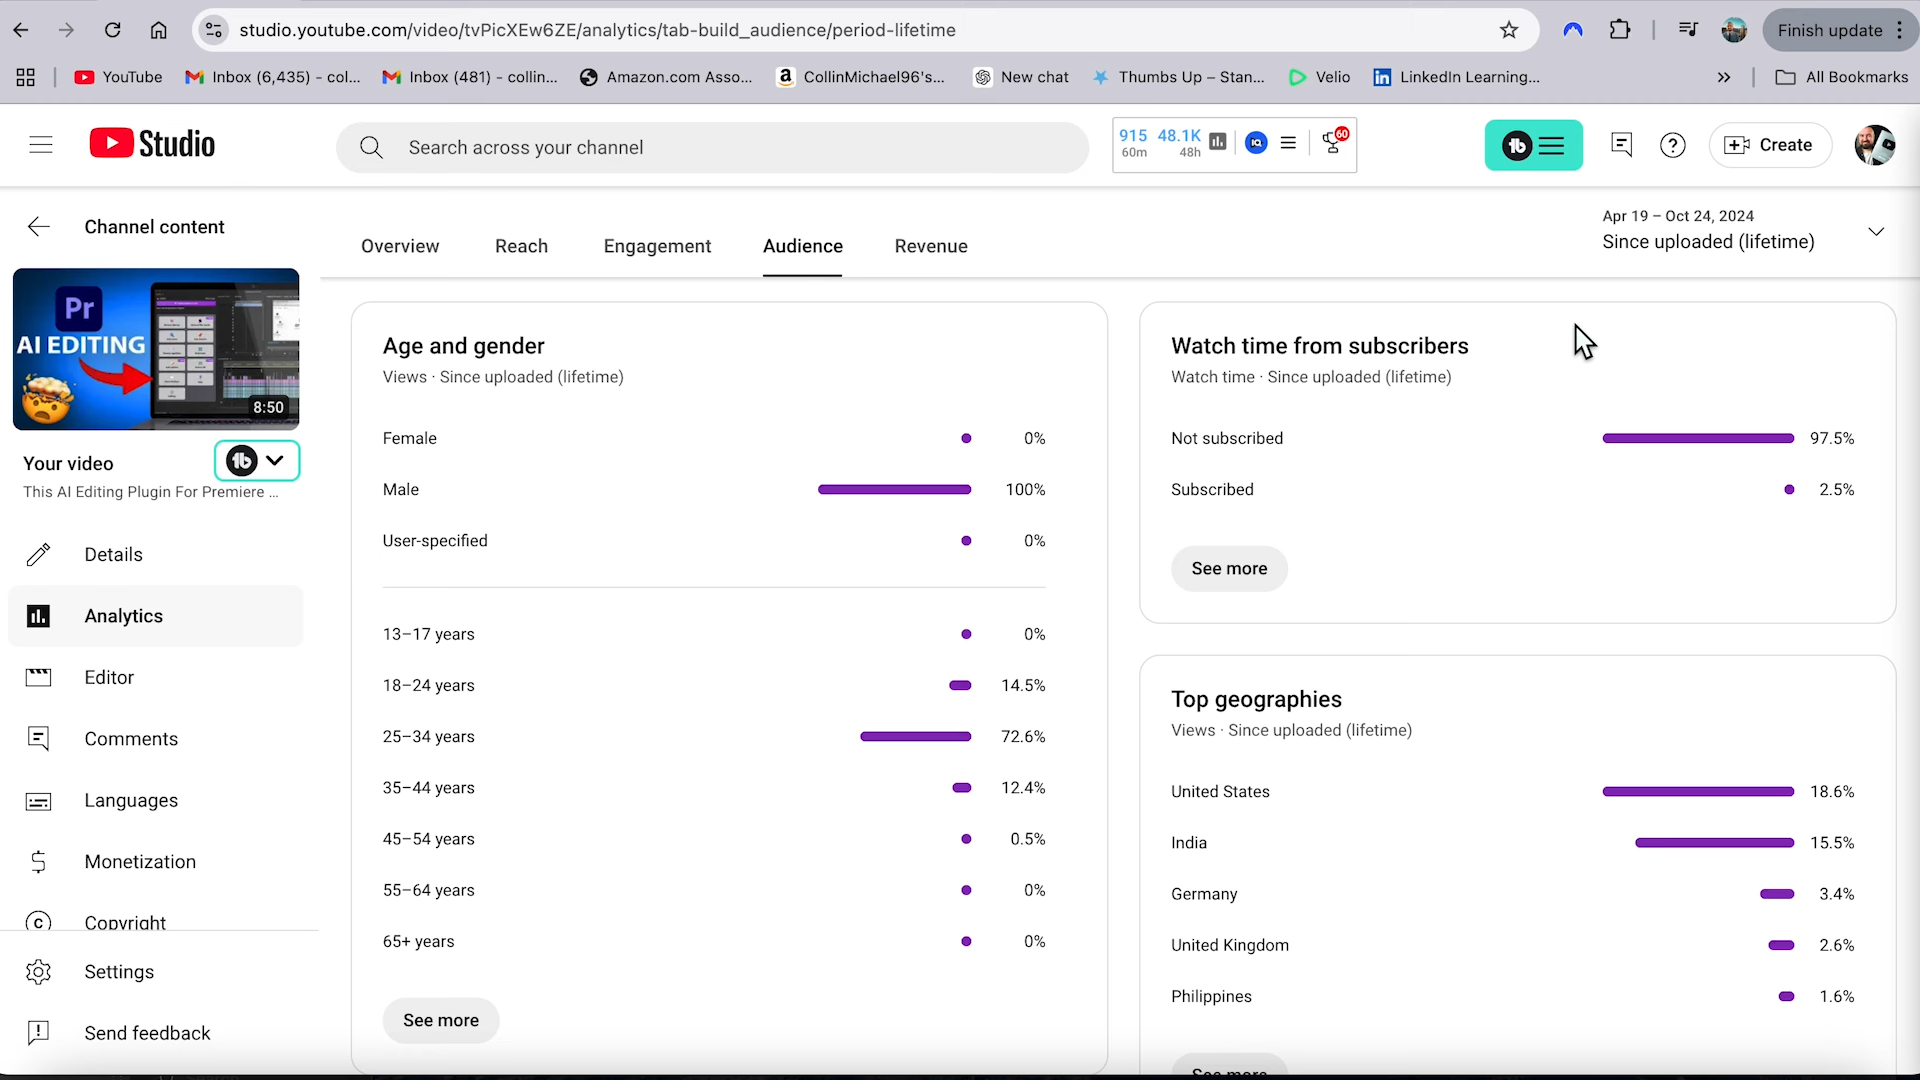 studio.youtube.com/video/tvPicXEw6ZE/analytics/tab-build_audience/period-lifetime
Finish update
YouTube
Inbox (6,435) - col...
Inbox (481) - collin...
Amazon.com Asso...
CollinMichael96's...
New chat
Thumbs Up – Stan...
Velio
LinkedIn Learning...
All Bookmarks
Studio
Search across your channel
915 48.1K
60m 48h
IQ
60
Create
Channel content
Overview
Reach
Engagement
Audience
Revenue
Apr 19 – Oct 24, 2024
Since uploaded (lifetime)
Pr
AI EDITING
8:50
Your video
This AI Editing Plugin For Premiere ...
Details
Analytics
Editor
Comments
Languages
Monetization
Copyright
Settings
Send feedback
Age and gender
Views · Since uploaded (lifetime)
Female 0%
Male 100%
User-specified 0%
13–17 years 0%
18–24 years 14.5%
25–34 years 72.6%
35–44 years 12.4%
45–54 years 0.5%
55–64 years 0%
65+ years 0%
See more
Watch time from subscribers
Watch time · Since uploaded (lifetime)
Not subscribed 97.5%
Subscribed 2.5%
See more
Top geographies
Views · Since uploaded (lifetime)
United States 18.6%
India 15.5%
Germany 3.4%
United Kingdom 2.6%
Philippines 1.6%
See more